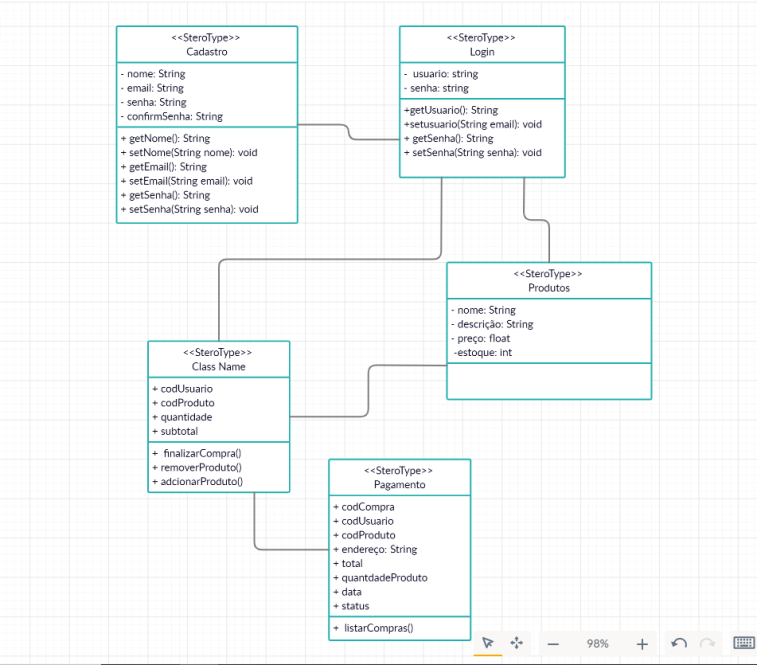 <<SteroType>>
Cadastro
- nome: String
- email: String
- senha: String
- confirmSenha: String
+ getNome(): String
+ setNome(String nome): void
+ getEmail(): String
+ setEmail(String email): void
+ getSenha(): String
+ setSenha(String senha): void
<<SteroType>>
Login
- usuario: string
- senha: string
+getUsuario(): String
+setusuario(String email): void
+ getSenha(): String
+ setSenha(String senha): void
<<SteroType>>
Produtos
- nome: String
- descrição: String
- preço: float
-estoque: int
<<SteroType>>
Class Name
+ codUsuario
+ codProduto
+ quantidade
+ subtotal
+ finalizarCompra()
+ removerProduto()
+ adcionarProduto()
<<SteroType>>
Pagamento
+ codCompra
+ codUsuario
+ codProduto
+ endereço: String
+ total
+ quantdadeProduto
+ data
+ status
+ listarCompras()
98%